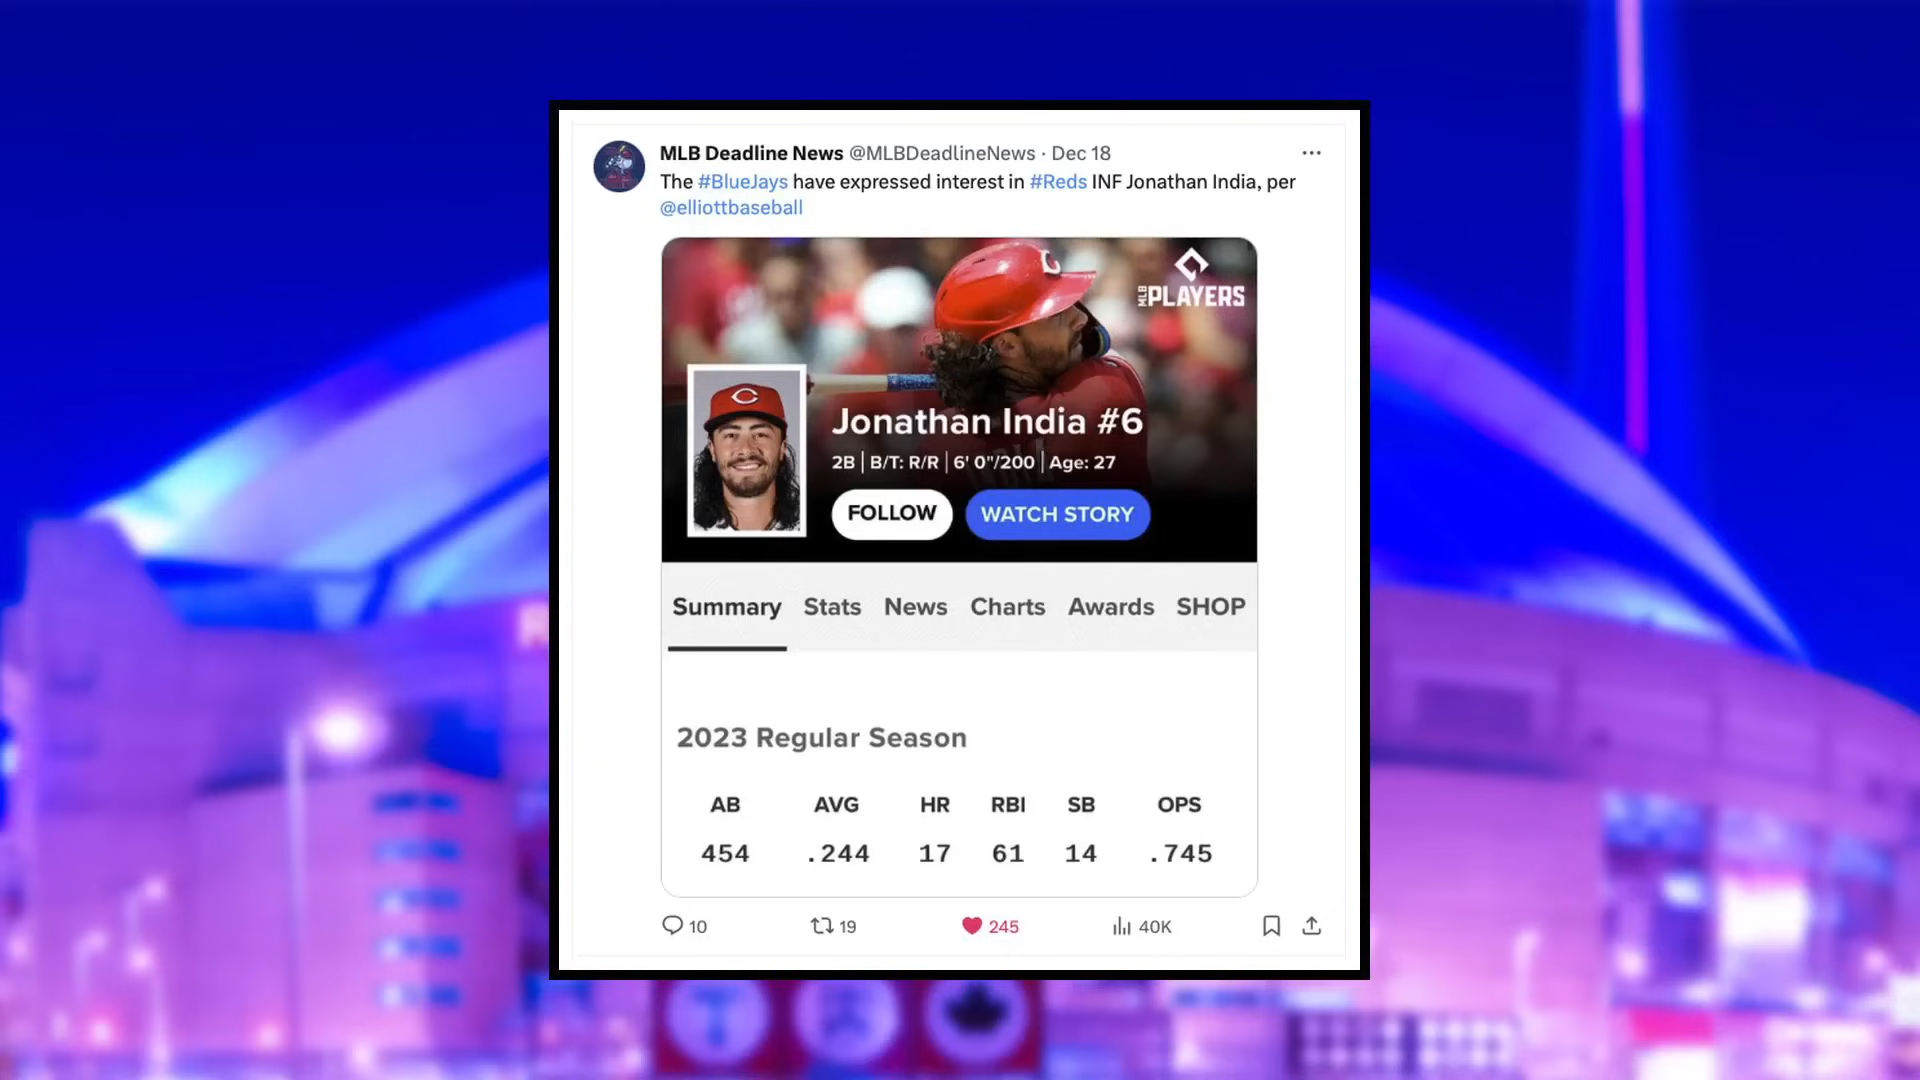 MLB Deadline News @MLBDeadlineNews · Dec 18
The #BlueJays have expressed interest in #Reds INF Jonathan India, per
@elliottbaseball
MLB PLAYERS
Jonathan India #6
2B | B/T: R/R | 6' 0"/200 | Age: 27
FOLLOW WATCH STORY
Summary Stats News Charts Awards SHOP
2023 Regular Season
AB AVG HR RBI SB OPS
454 .244 17 61 14 .745
10 19 245 40K